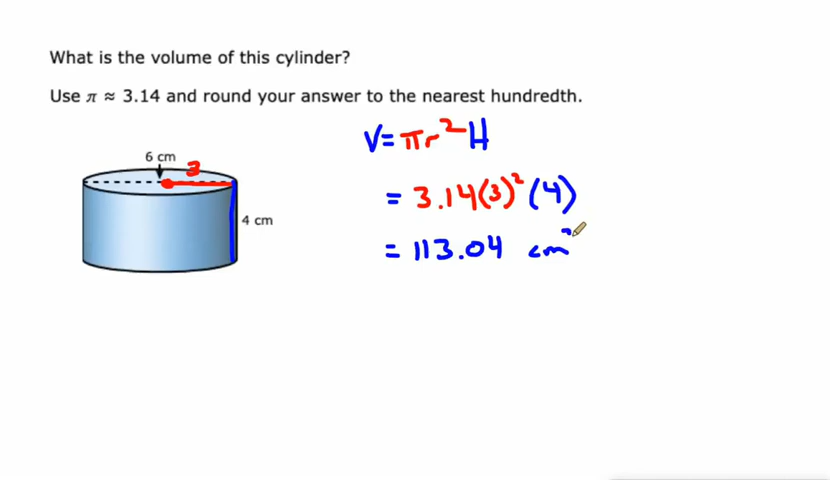 What is the volume of this cylinder?
Use π ≈ 3.14 and round your answer to the nearest hundredth.
V = πr²H
6 cm
3
= 3.14(3)²(4)
4 cm
= 113.04 cm